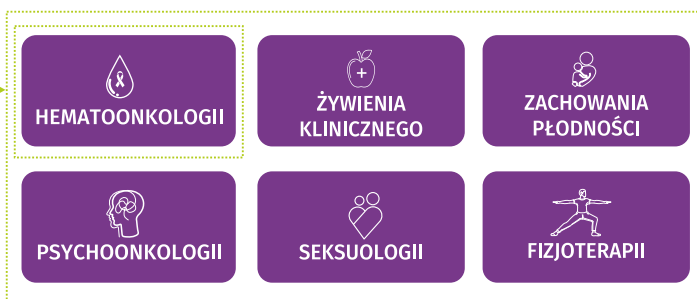 HEMATOONKOLOGII
ŻYWIENIA
KLINICZNEGO
ZACHOWANIA
PŁODNOŚCI
PSYCHOONKOLOGII
SEKSUOLOGII
FIZJOTERAPII